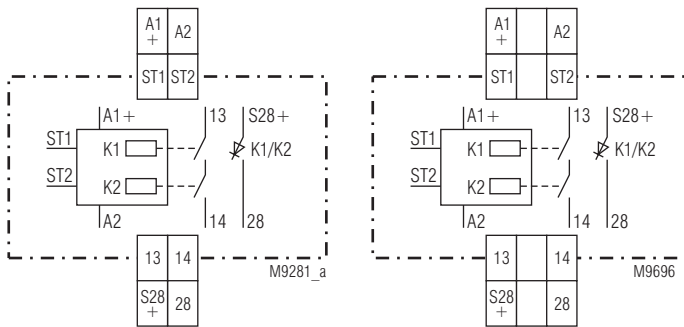 A1 + A2
ST1 ST2
A1+ 13 S28+
ST1 K1 K1/K2
ST2 K2
A2 14 28
13 14
S28 + 28
M9281_a
A1 + A2
ST1 ST2
A1+ 13 S28+
ST1 K1 K1/K2
ST2 K2
A2 14 28
13 14
S28 + 28
M9696